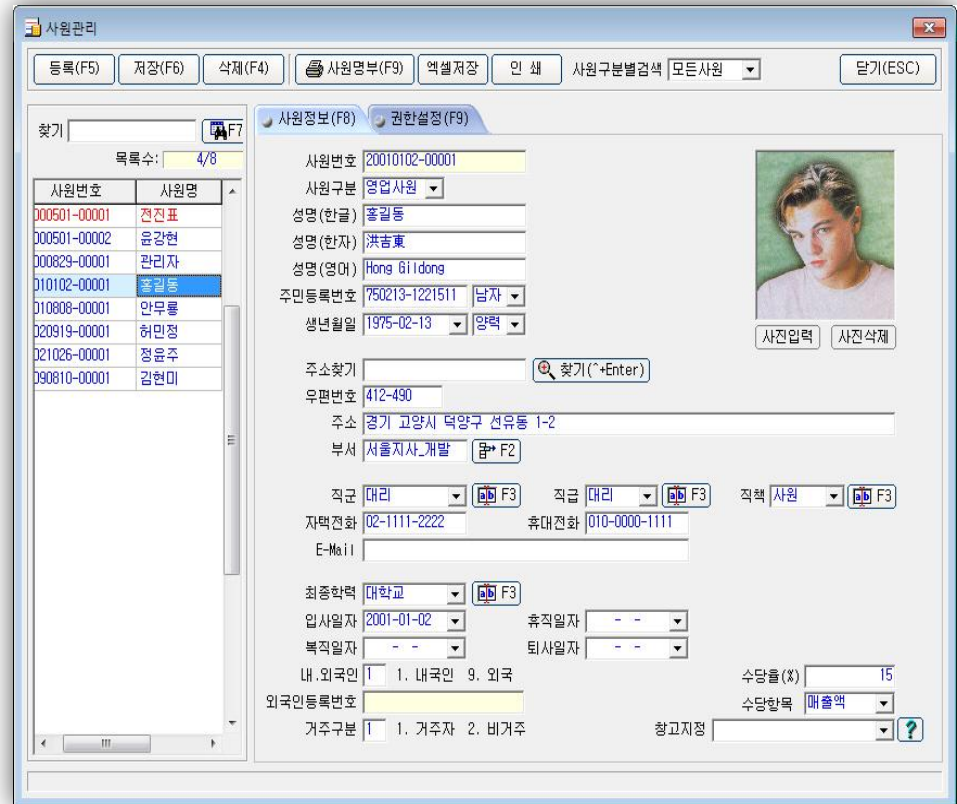 사원관리
등록(F5) 저장(F6) 삭제(F4) 사원명부(F9) 엑셀저장 인 쇄 사원구분별검색 모든사원 닫기(ESC)
찾기 F7
목록수: 4/8
사원번호 사원명
000501-00001 전진표
000501-00002 윤강현
000829-00001 관리자
010102-00001 홍길동
010808-00001 안무룡
020919-00001 허민정
021026-00001 정윤주
090810-00001 김현미
사원정보(F8) 권한설정(F9)
사원번호 20010102-00001
사원구분 영업사원
성명(한글) 홍길동
성명(한자) 洪吉東
성명(영어) Hong Gildong
주민등록번호 750213-1221511 남자
생년월일 1975-02-13 양력
사진입력 사진삭제
주소찾기 찾기(^+Enter)
우편번호 412-490
주소 경기 고양시 덕양구 선유동 1-2
부서 서울지사_개발 F2
직군 대리 F3 직급 대리 F3 직책 사원 F3
자택전화 02-1111-2222 휴대전화 010-0000-1111
E-Mail
최종학력 대학교 F3
입사일자 2001-01-02 휴직일자 - -
복직일자 - - 퇴사일자 - -
내.외국인 1 1. 내국인 9. 외국 수당율(%) 15
외국인등록번호 수당항목 매출액
거주구분 1 1. 거주자 2. 비거주 창고지정 ?